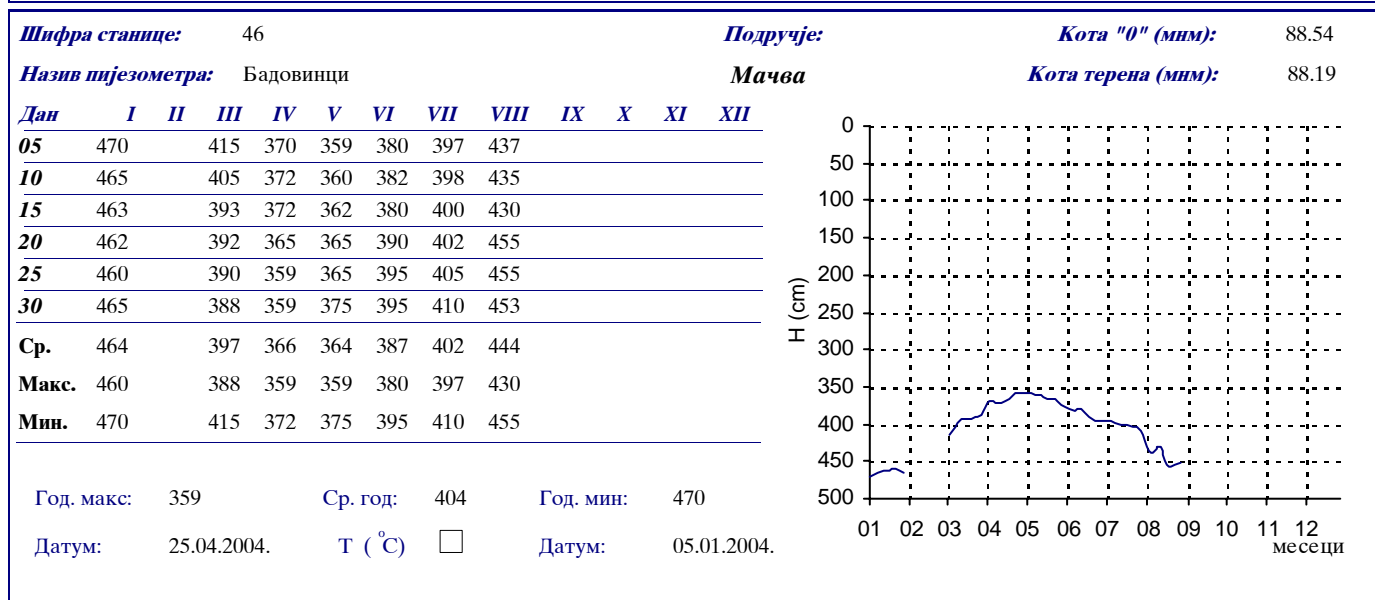 Шифра станице: 46 Подручје: Кота "0" (мнм): 88.54
Назив пијезометра: Бадовинци Мачва Кота терена (мнм): 88.19
Дан I II III IV V VI VII VIII IX X XI XII
05 470 415 370 359 380 397 437
10 465 405 372 360 382 398 435
15 463 393 372 362 380 400 430
20 462 392 365 365 390 402 455
25 460 390 359 365 395 405 455
30 465 388 359 375 395 410 453
Ср. 464 397 366 364 387 402 444
Макс. 460 388 359 359 380 397 430
Мин. 470 415 372 375 395 410 455
Год. макс: 359 Ср. год: 404 Год. мин: 470
Датум: 25.04.2004. T ( °C) Датум: 05.01.2004.
H (cm)
0
50
100
150
200
250
300
350
400
450
500
01 02 03 04 05 06 07 08 09 10 11 12
месеци